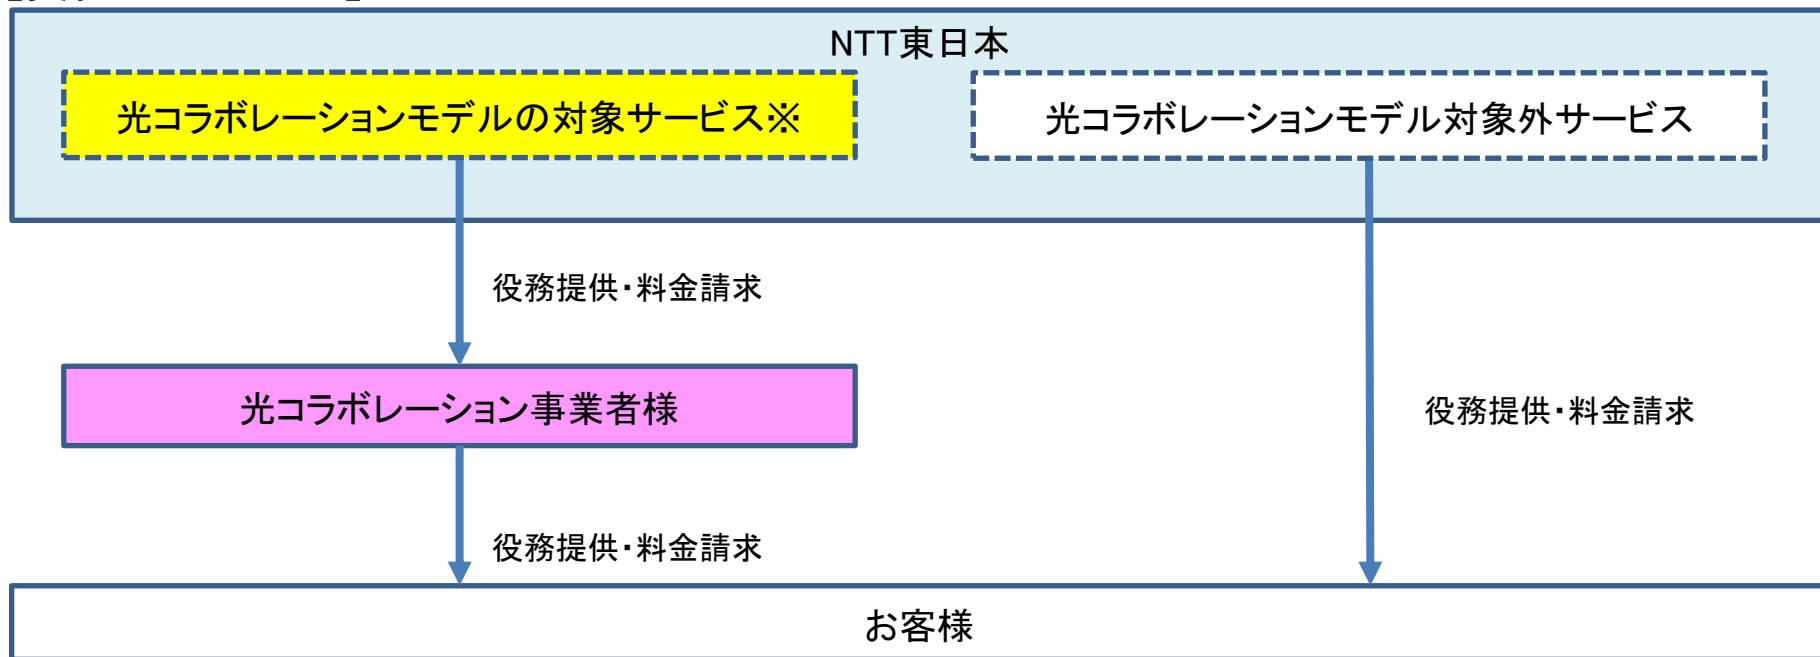 NTT東日本
光コラボレーションモデルの対象サービス※
光コラボレーションモデル対象外サービス
役務提供・料金請求
光コラボレーション事業者様
役務提供・料金請求
役務提供・料金請求
お客様